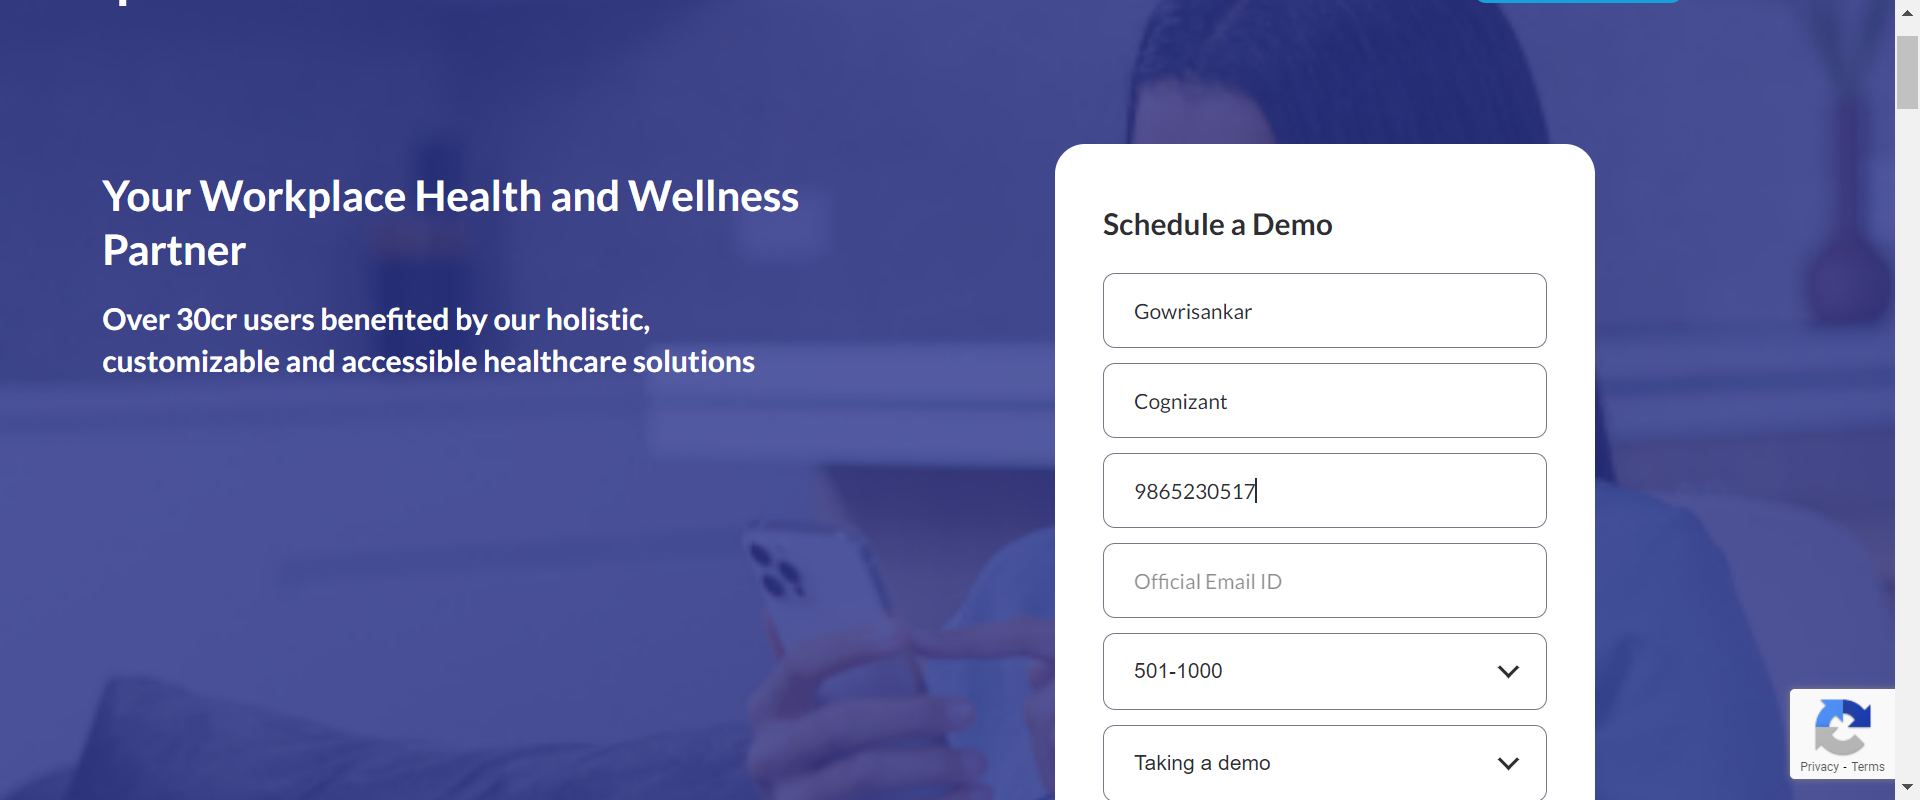 Your Workplace Health and Wellness
Partner
Over 30cr users benefited by our holistic,
customizable and accessible healthcare solutions
Schedule a Demo
Gowrisankar
Cognizant
9865230517
Official Email ID
501-1000
Taking a demo
Privacy - Terms